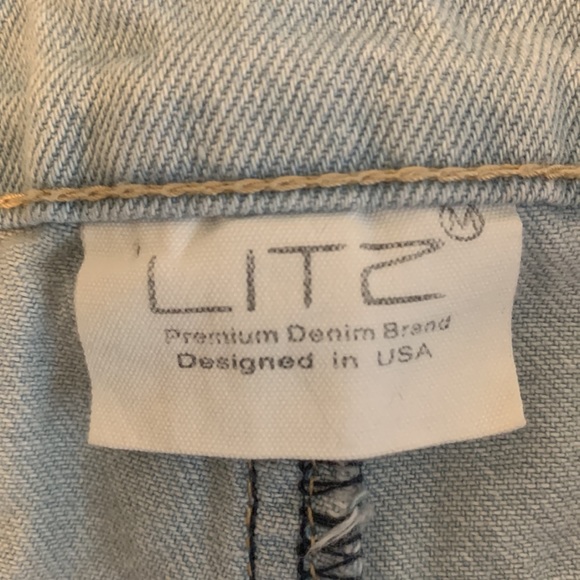 LITZ Ⓜ
Premium Denim Brand
Designed in USA